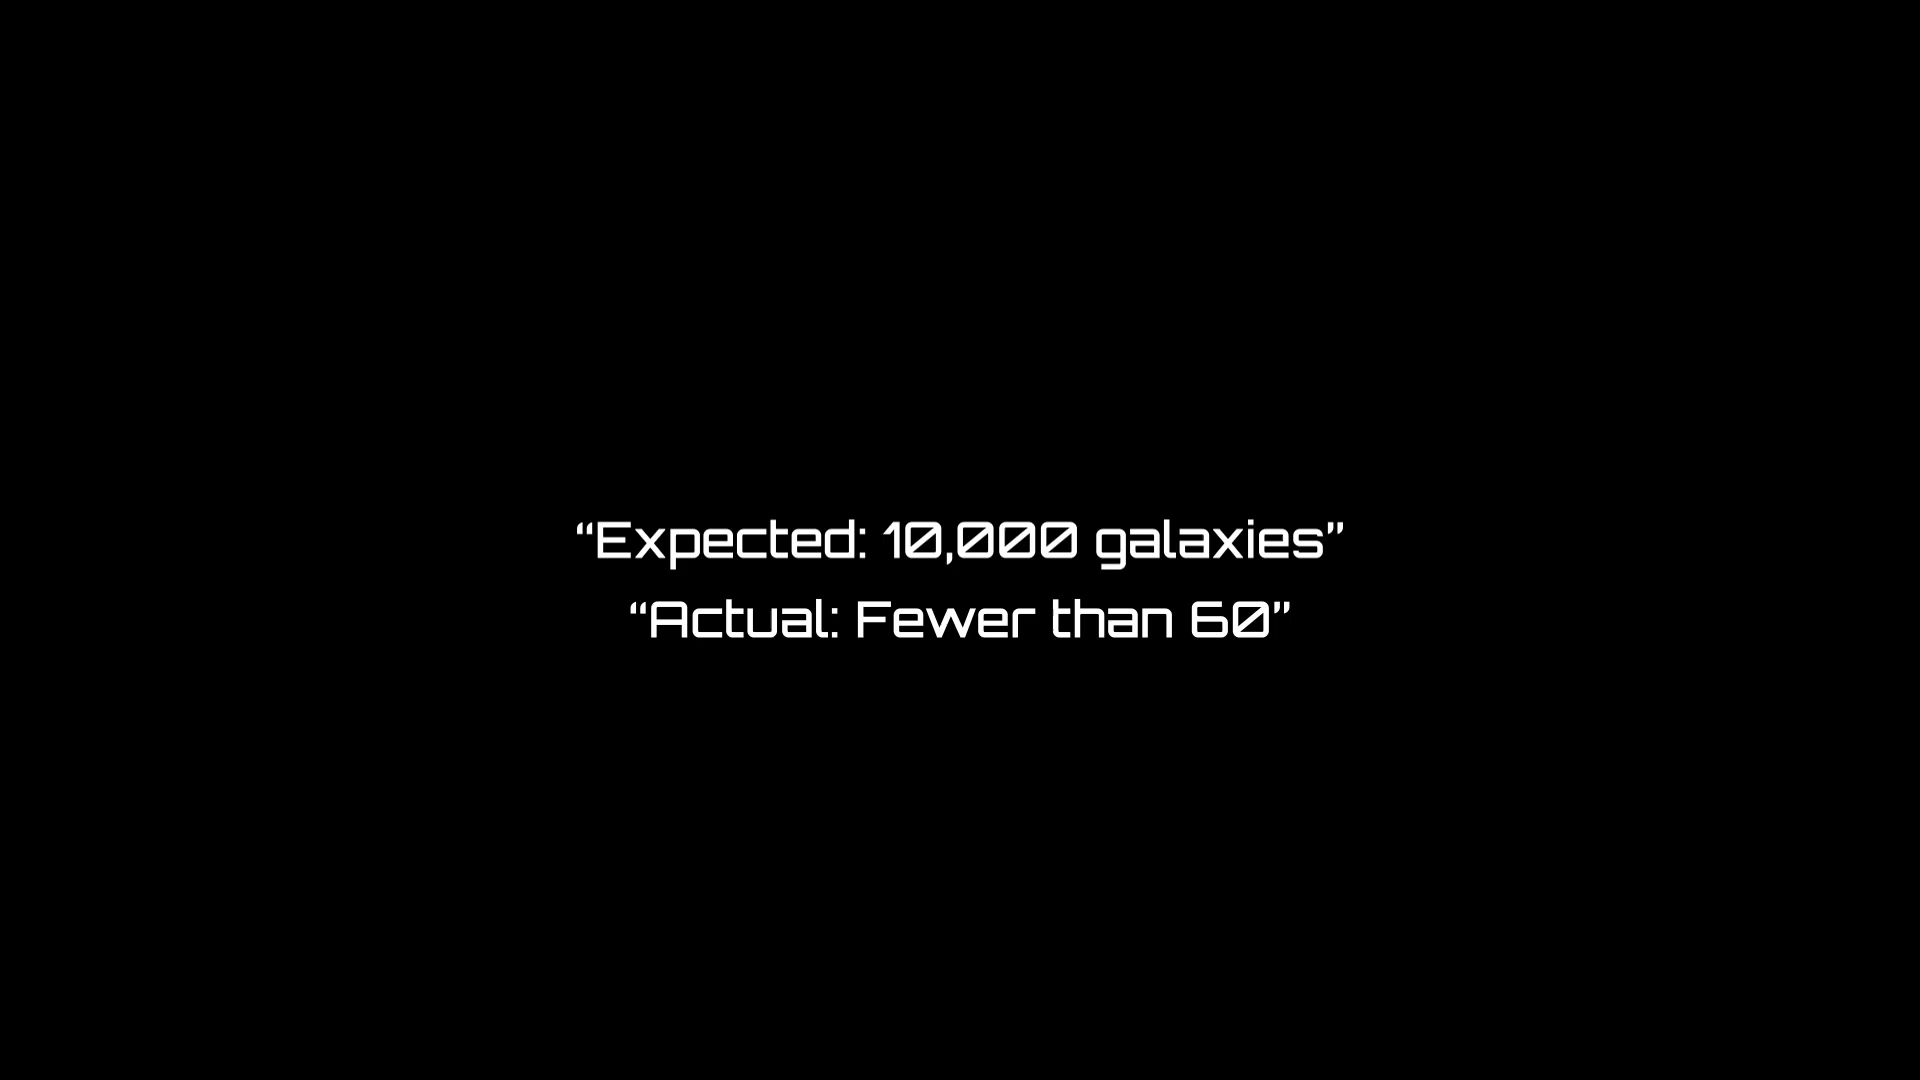 “Expected: 10,000 galaxies”
“Actual: Fewer than 60”